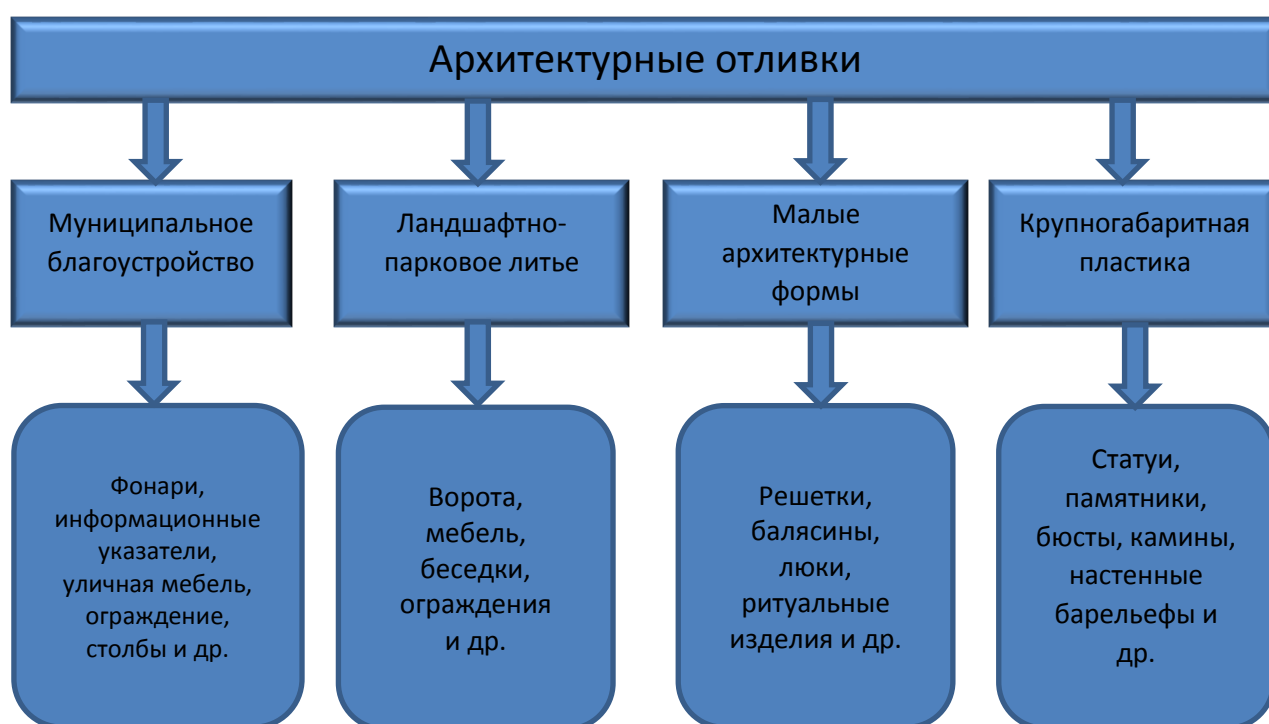 Архитектурные отливки
Муниципальное
благоустройство
Ландшафтно-
парковое литье
Малые
архитектурные
формы
Крупногабаритная
пластика
Фонари,
информационные
указатели,
уличная мебель,
ограждение,
столбы и др.
Ворота,
мебель,
беседки,
ограждения
и др.
Решетки,
балясины,
люки,
ритуальные
изделия и др.
Статуи,
памятники,
бюсты, камины,
настенные
барельефы и
др.